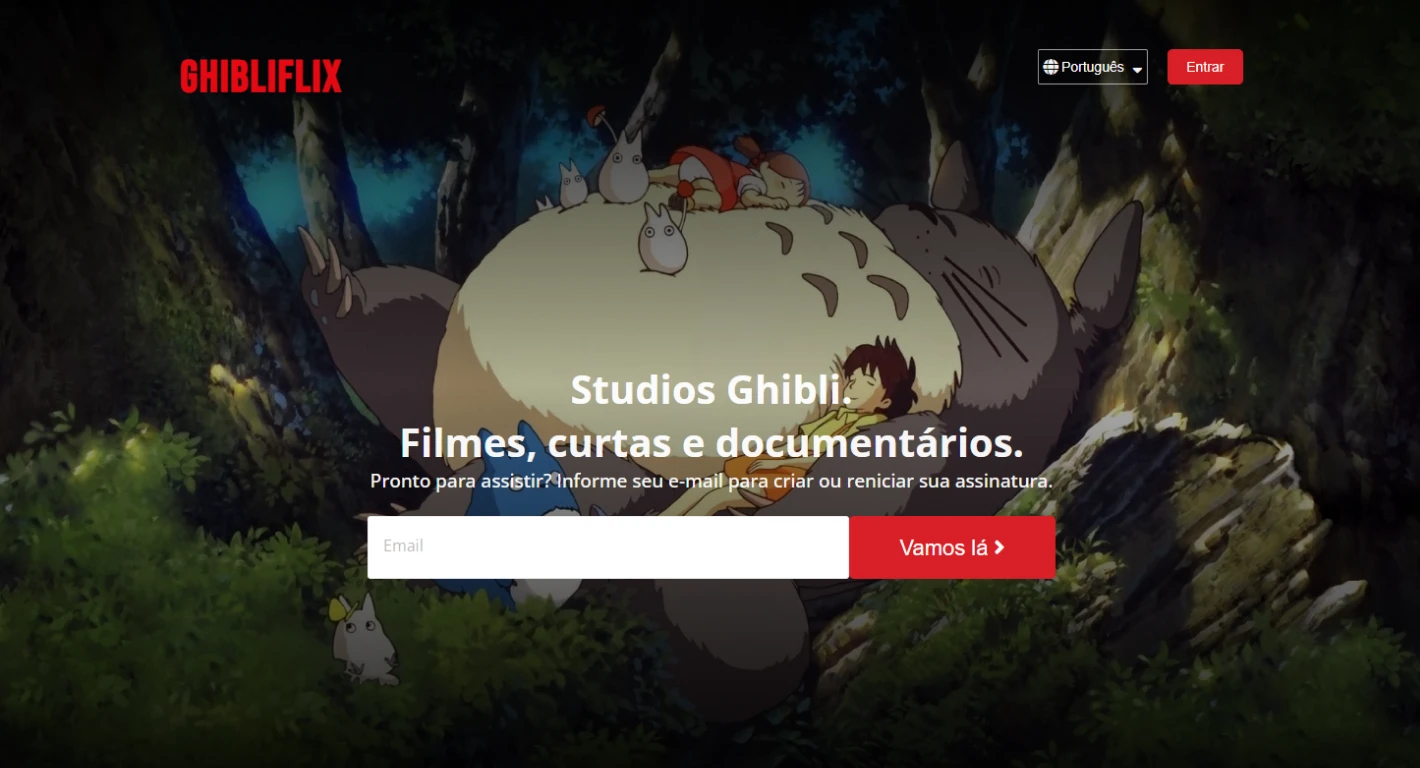 GHIBLIFLIX
Português
Entrar
Studios Ghibli.
Filmes, curtas e documentários.
Pronto para assistir? Informe seu e-mail para criar ou reniciar sua assinatura.
Email
Vamos lá